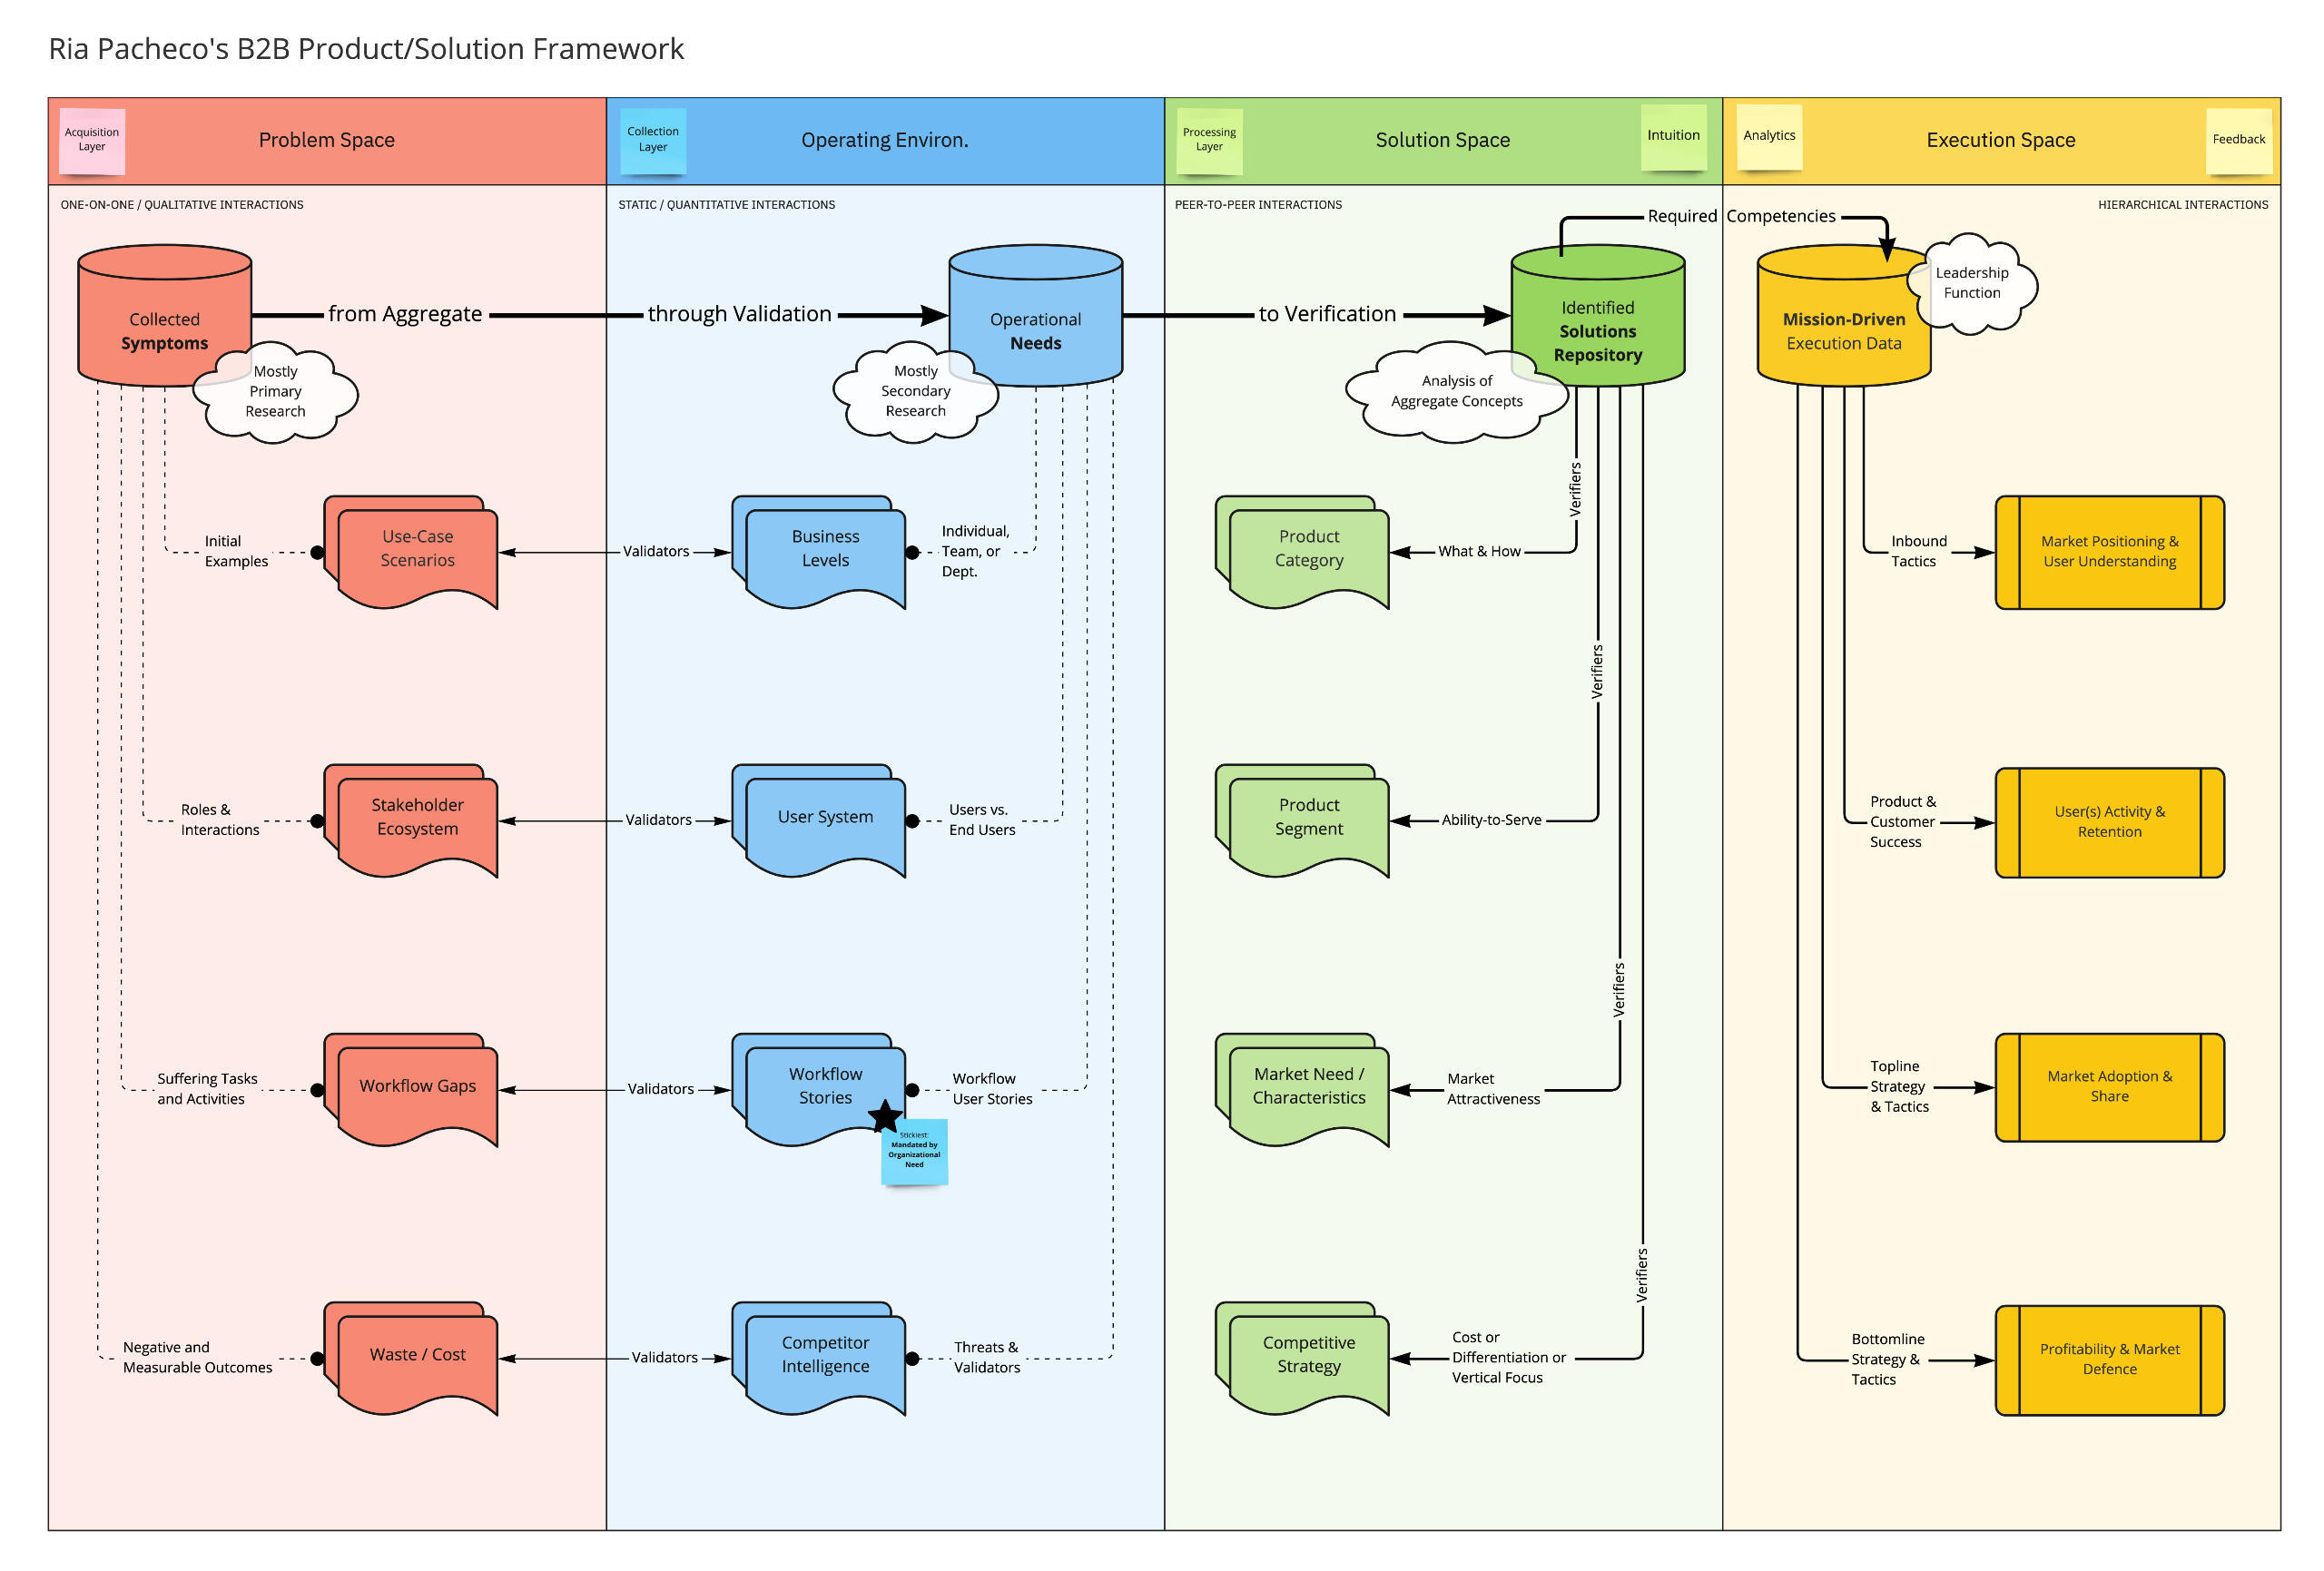 Ria Pacheco's B2B Product/Solution Framework
Acquisition
Layer
Problem Space
Collection
Layer
Operating Environ.
Processing
Layer
Solution Space
Intuition
Analytics
Execution Space
Feedback
ONE-ON-ONE / QUALITATIVE INTERACTIONS
STATIC / QUANTITATIVE INTERACTIONS
PEER-TO-PEER INTERACTIONS
HIERARCHICAL INTERACTIONS
Required Competencies
Collected
Symptoms
from Aggregate
through Validation
Operational
Needs
to Verification
Identified
Solutions
Repository
Mission-Driven
Execution Data
Leadership
Function
Mostly
Primary
Research
Mostly
Secondary
Research
Analysis of
Aggregate Concepts
Initial
Examples
Use-Case
Scenarios
Validators
Business
Levels
Individual,
Team, or
Dept.
Product
Category
What & How
Verifiers
Inbound
Tactics
Market Positioning &
User Understanding
Verifiers
Roles &
Interactions
Stakeholder
Ecosystem
Validators
User System
Users vs.
End Users
Product
Segment
Ability-to-Serve
Product &
Customer
Success
User(s) Activity &
Retention
Verifiers
Suffering Tasks
and Activities
Workflow Gaps
Validators
Workflow
Stories
Workflow
User Stories
Stickiest:
Mandated by
Organizational
Need
Market Need /
Characteristics
Market
Attractiveness
Topline
Strategy
& Tactics
Market Adoption &
Share
Verifiers
Negative and
Measurable Outcomes
Waste / Cost
Validators
Competitor
Intelligence
Threats &
Validators
Competitive
Strategy
Cost or
Differentiation or
Vertical Focus
Bottomline
Strategy &
Tactics
Profitability & Market
Defence